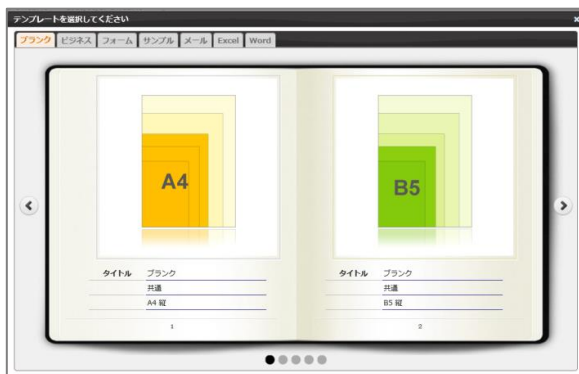 テンプレートを選択してください
ブランク ビジネス フォーム サンプル メール Excel Word
A4
タイトル ブランク
共通
A4 縦
1
B5
タイトル ブランク
共通
B5 縦
2